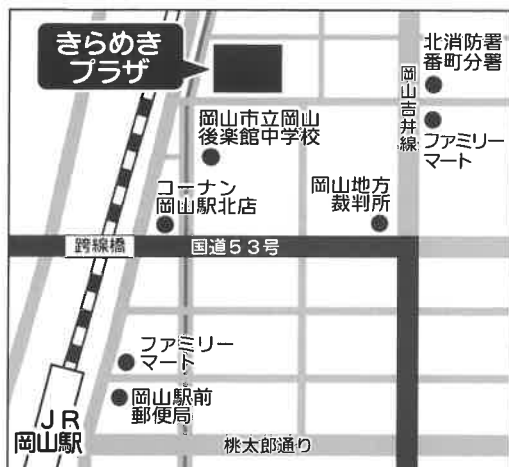 きらめき
プラザ
北消防署
番町分署
岡山吉井線
ファミリー
マート
岡山市立岡山
後楽館中学校
岡山地方
裁判所
コーナン
岡山駅北店
跨線橋
国道53号
ファミリー
マート
岡山駅前
郵便局
JR
岡山駅
桃太郎通り